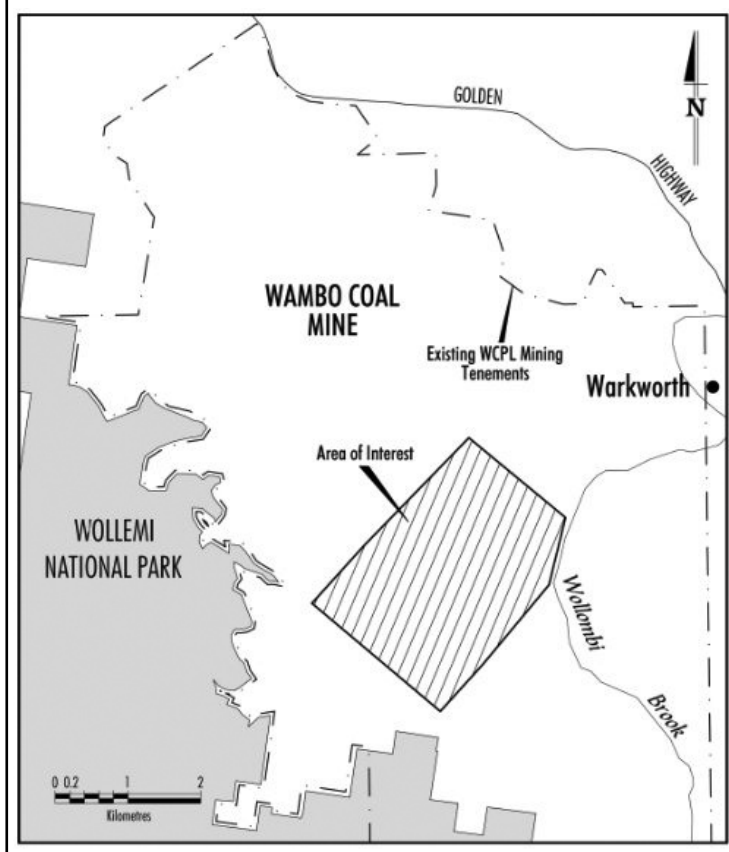 GOLDEN
HIGHWAY
N
WAMBO COAL
MINE
Existing WCPL Mining
Tenements
Warkworth
Area of Interest
WOLLEMI
NATIONAL PARK
Wollombi
Brook
0 0.2 1 2
Kilometres